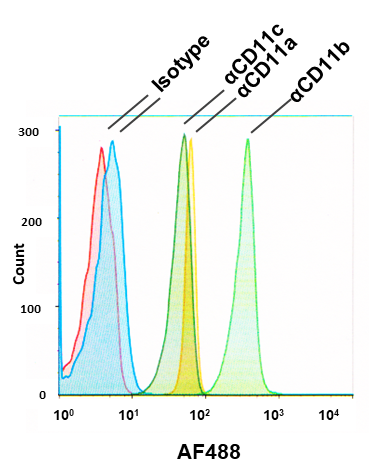 Isotype
αCD11c
αCD11a
αCD11b
300
200
100
0
Count
10⁰ 10¹ 10² 10³ 10⁴
AF488